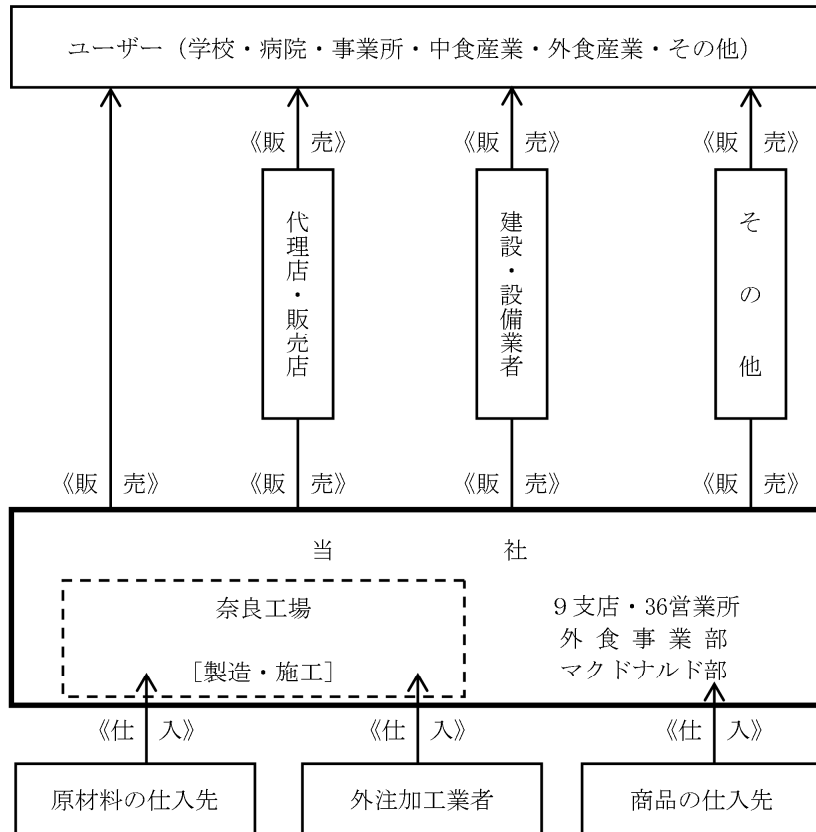 ユーザー(学校・病院・事業所・中食産業・外食産業・その他)
《販 売》
《販 売》
《販 売》
代理店・販売店
建設・設備業者
その他
《販 売》
《販 売》
《販 売》
《販 売》
当 社
奈良工場
[製造・施工]
9支店・36営業所
外食事業部
マクドナルド部
《仕 入》
《仕 入》
《仕 入》
原材料の仕入先
外注加工業者
商品の仕入先